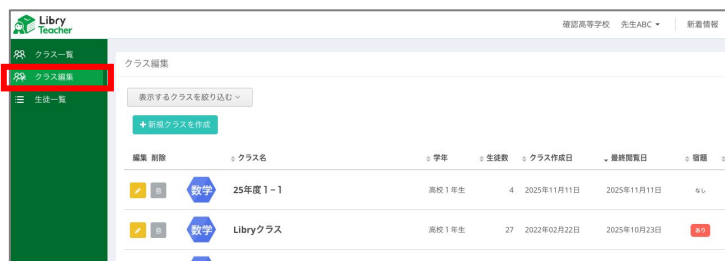 Libry
Teacher
確認高等学校 先生ABC 新着情報
クラス一覧
クラス編集
生徒一覧
クラス編集
表示するクラスを絞り込む
+新規クラスを作成
編集 削除 クラス名 学年 生徒数 クラス作成日 最終閲覧日 宿題
数学 25年度1-1 高校1年生 4 2025年11月11日 2025年11月11日 なし
数学 Libryクラス 高校1年生 27 2022年02月22日 2025年10月23日 あり